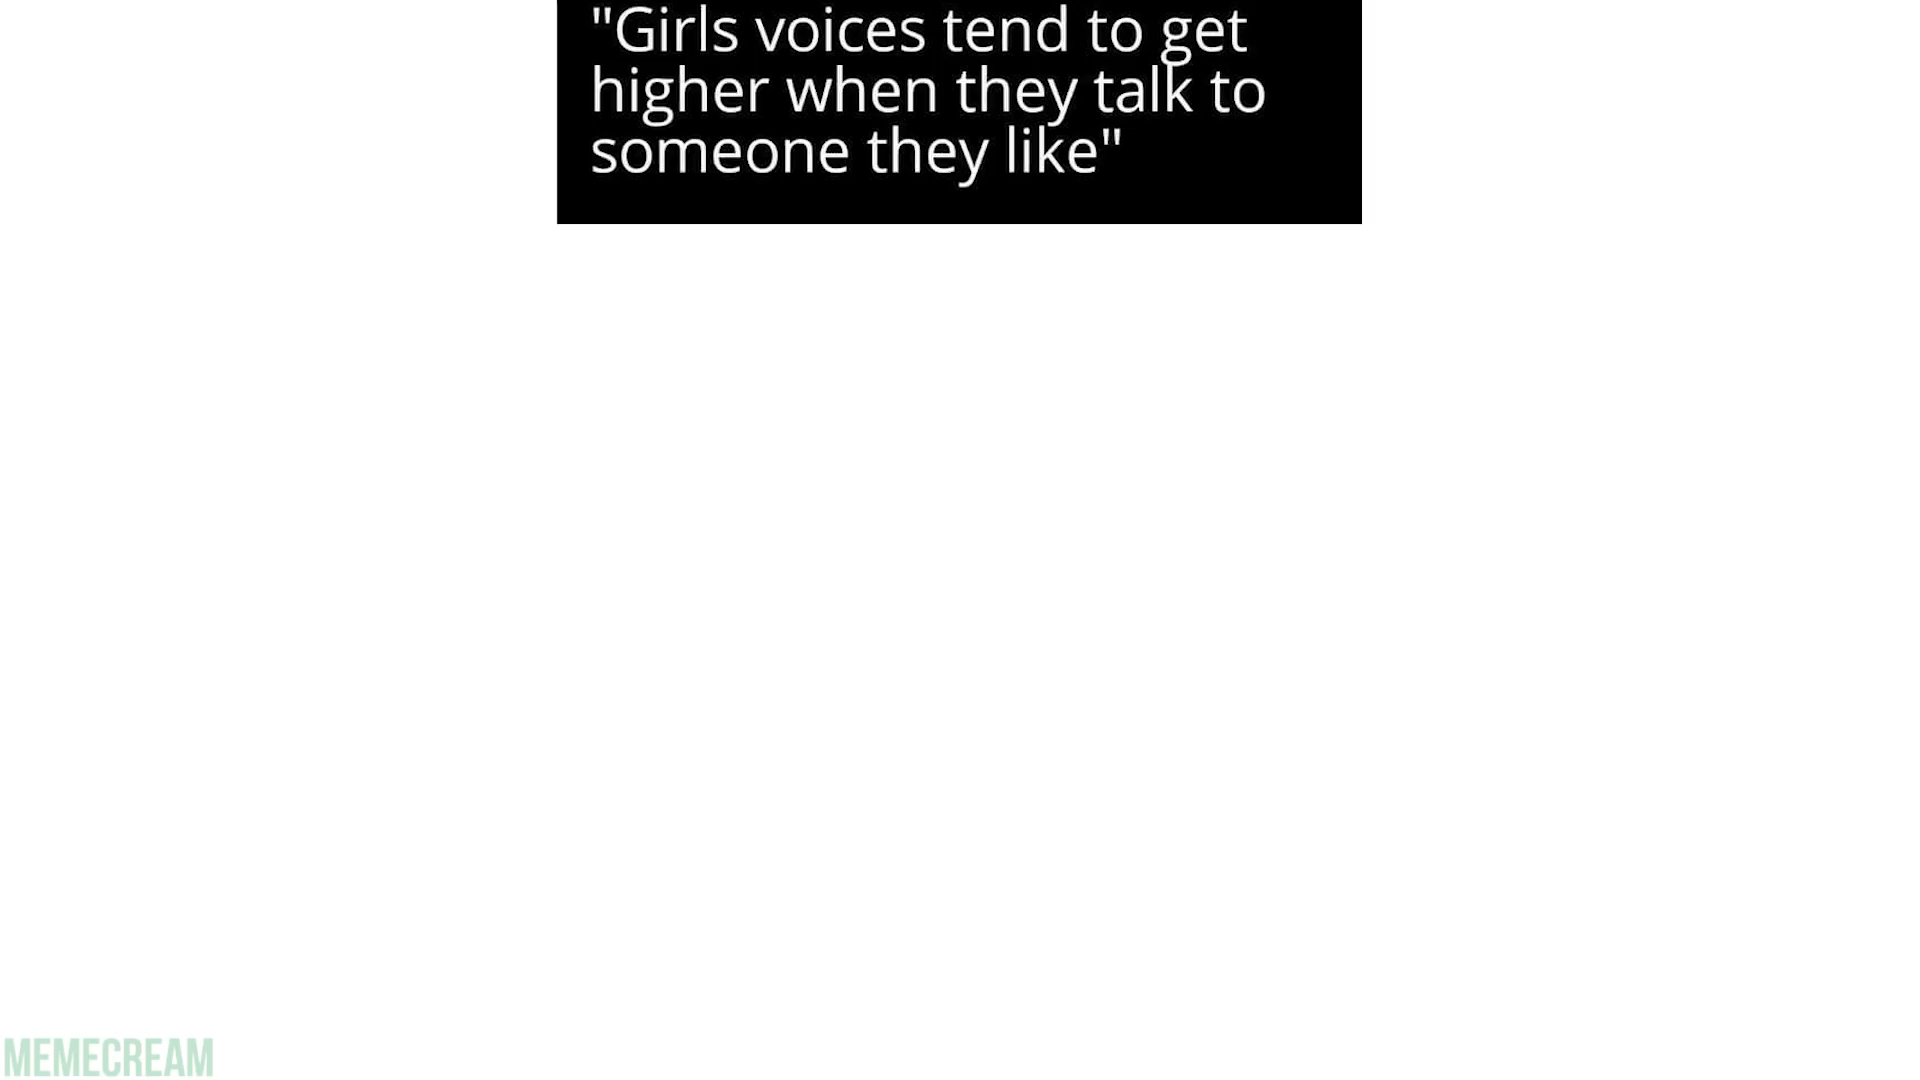 "Girls voices tend to get
higher when they talk to
someone they like"
MEMECREAM